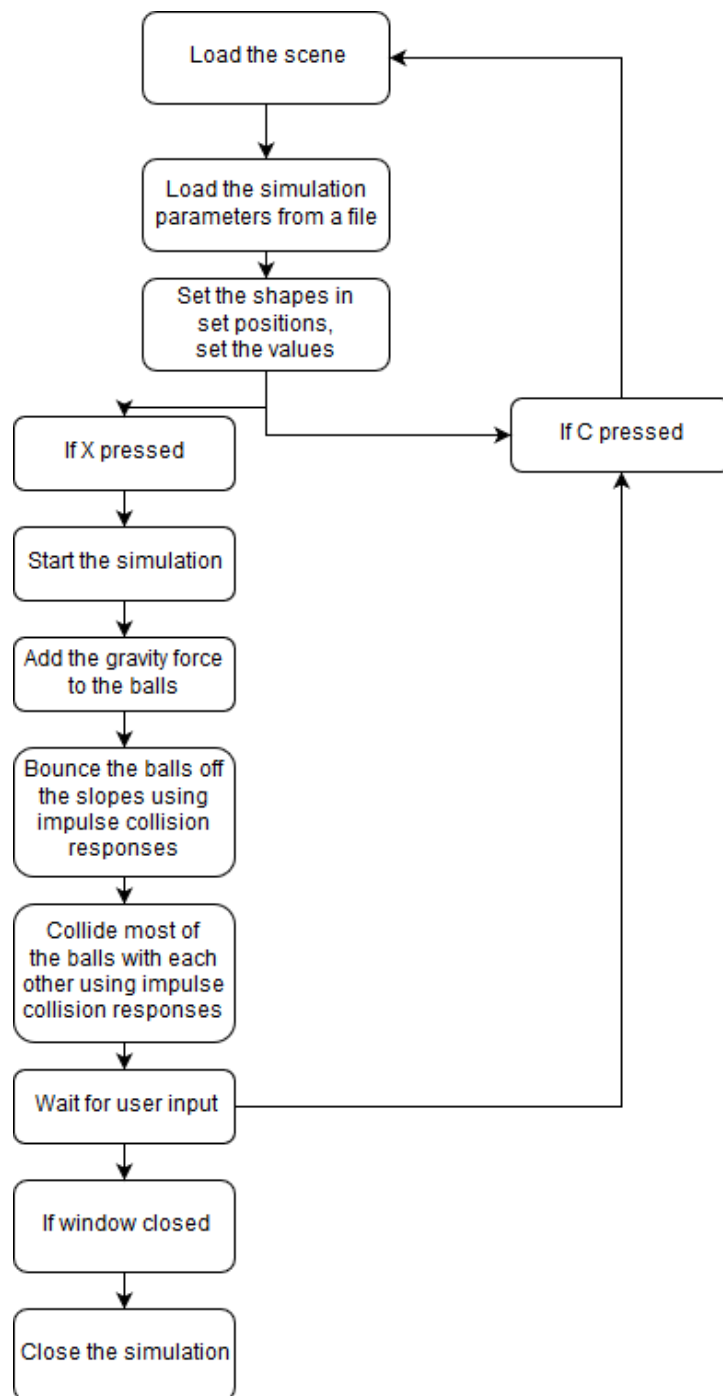 Load the scene
Load the simulation
parameters from a file
Set the shapes in
set positions,
set the values
If X pressed
If C pressed
Start the simulation
Add the gravity force
to the balls
Bounce the balls off
the slopes using
impulse collision
responses
Collide most of
the balls with each
other using impulse
collision responses
Wait for user input
If window closed
Close the simulation